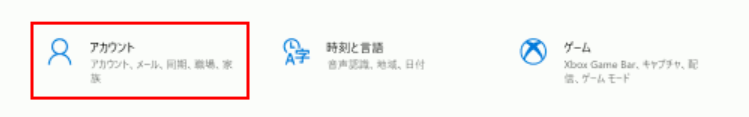 アカウント
アカウント、メール、同期、職場、家
族
時刻と言語
音声認識、地域、日付
ゲーム
Xbox Game Bar、キャプチャ、配
信、ゲーム モード